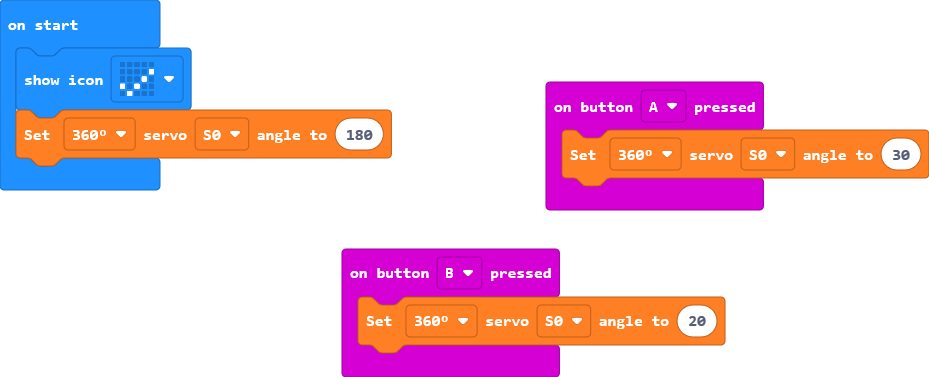 on start
show icon
Set 360º servo S0 angle to 180
on button A pressed
Set 360º servo S0 angle to 30
on button B pressed
Set 360º servo S0 angle to 20